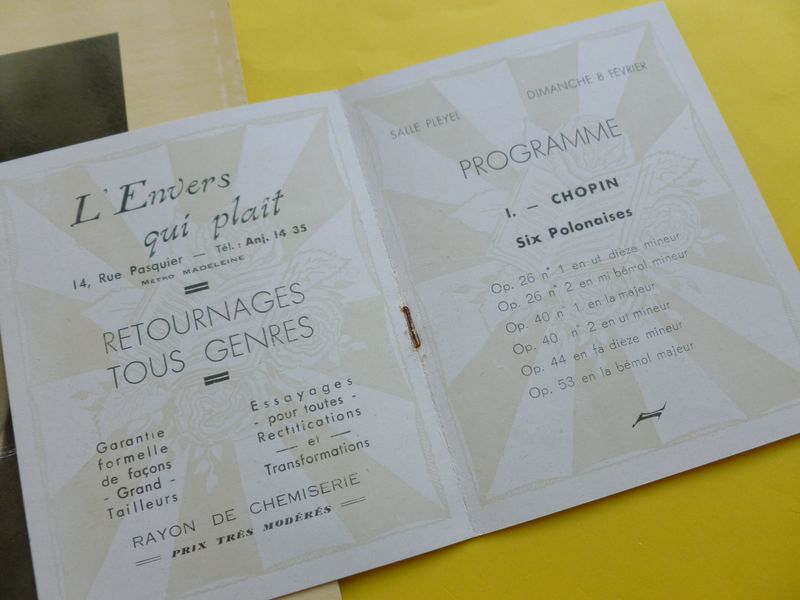 L'Envers
qui plaît
14, Rue Pasquier — Tél. : Anj. 14 35
METRO MADELEINE
RETOURNAGES
TOUS GENRES
Garantie
formelle
de façons
- Grand -
Tailleurs
Essayages
- pour toutes -
Rectifications
— et —
Transformations
RAYON DE CHEMISERIE
PRIX TRÈS MODÉRÉS
SALLE PLEYEL
DIMANCHE 8 FÉVRIER
PROGRAMME
I. — CHOPIN
Six Polonaises
Op. 26 n° 1 en ut dièze mineur
Op. 26 n° 2 en mi bémol mineur
Op. 40 n° 1 en la majeur
Op. 40 n° 2 en ut mineur
Op. 44 en fa dièze mineur
Op. 53 en la bémol majeur